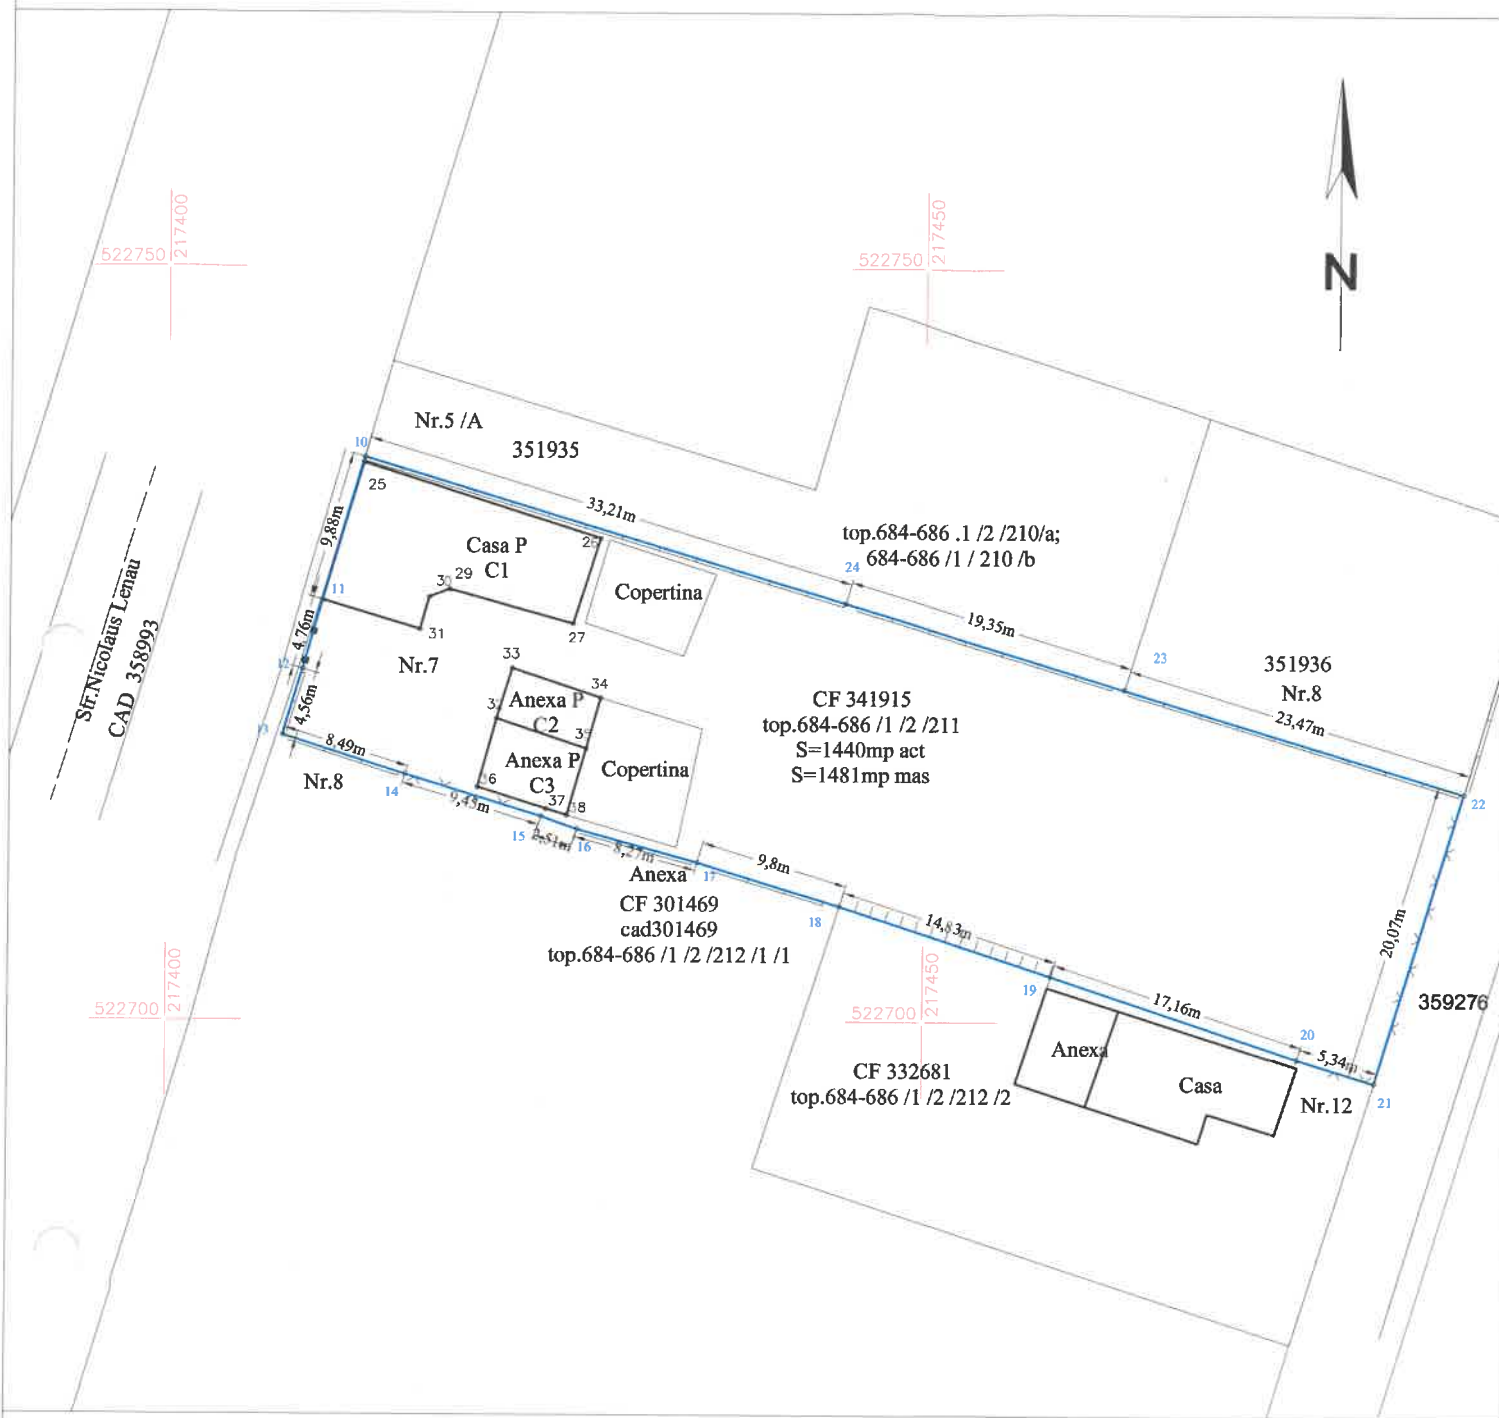 522750
217400
522750
217450
N
Nr.5 /A
351935
10
25
33,21m
9,88m
top.684-686 .1 /2 /210/a;
684-686 /1 / 210 /b
24
Casa P
C1
26
29
30
Copertina
11
31
27
19,35m
23
351936
Nr.8
23,47m
22
4,76m
Nr.7
12
4,56m
13
33
34
Anexa P
C2
Anexa P
C3
37
Copertina
CF 341915
top.684-686 /1 /2 /211
S=1440mp act
S=1481mp mas
Str.Nicolaus Lenau
CAD 358993
8,49m
Nr.8
14
9,43m
15
2,51m
16
8,27m
Anexa
17
9,8m
18
CF 301469
cad301469
top.684-686 /1 /2 /212 /1 /1
14,83m
20,07m
359276
19
17,16m
20
5,34m
21
522700
217400
522700
217450
CF 332681
top.684-686 /1 /2 /212 /2
Anexa
Casa
Nr.12